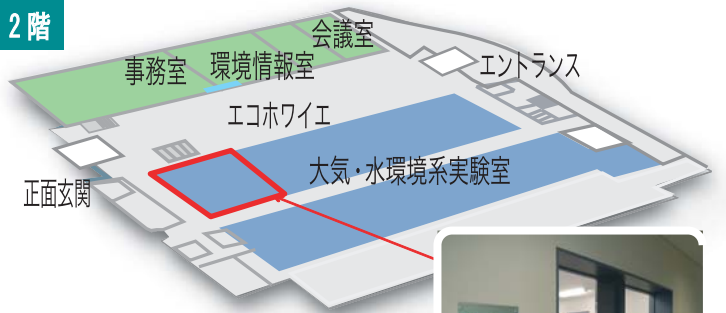 2階
会議室
事務室
環境情報室
エントランス
エコホワイエ
大気・水環境系実験室
正面玄関